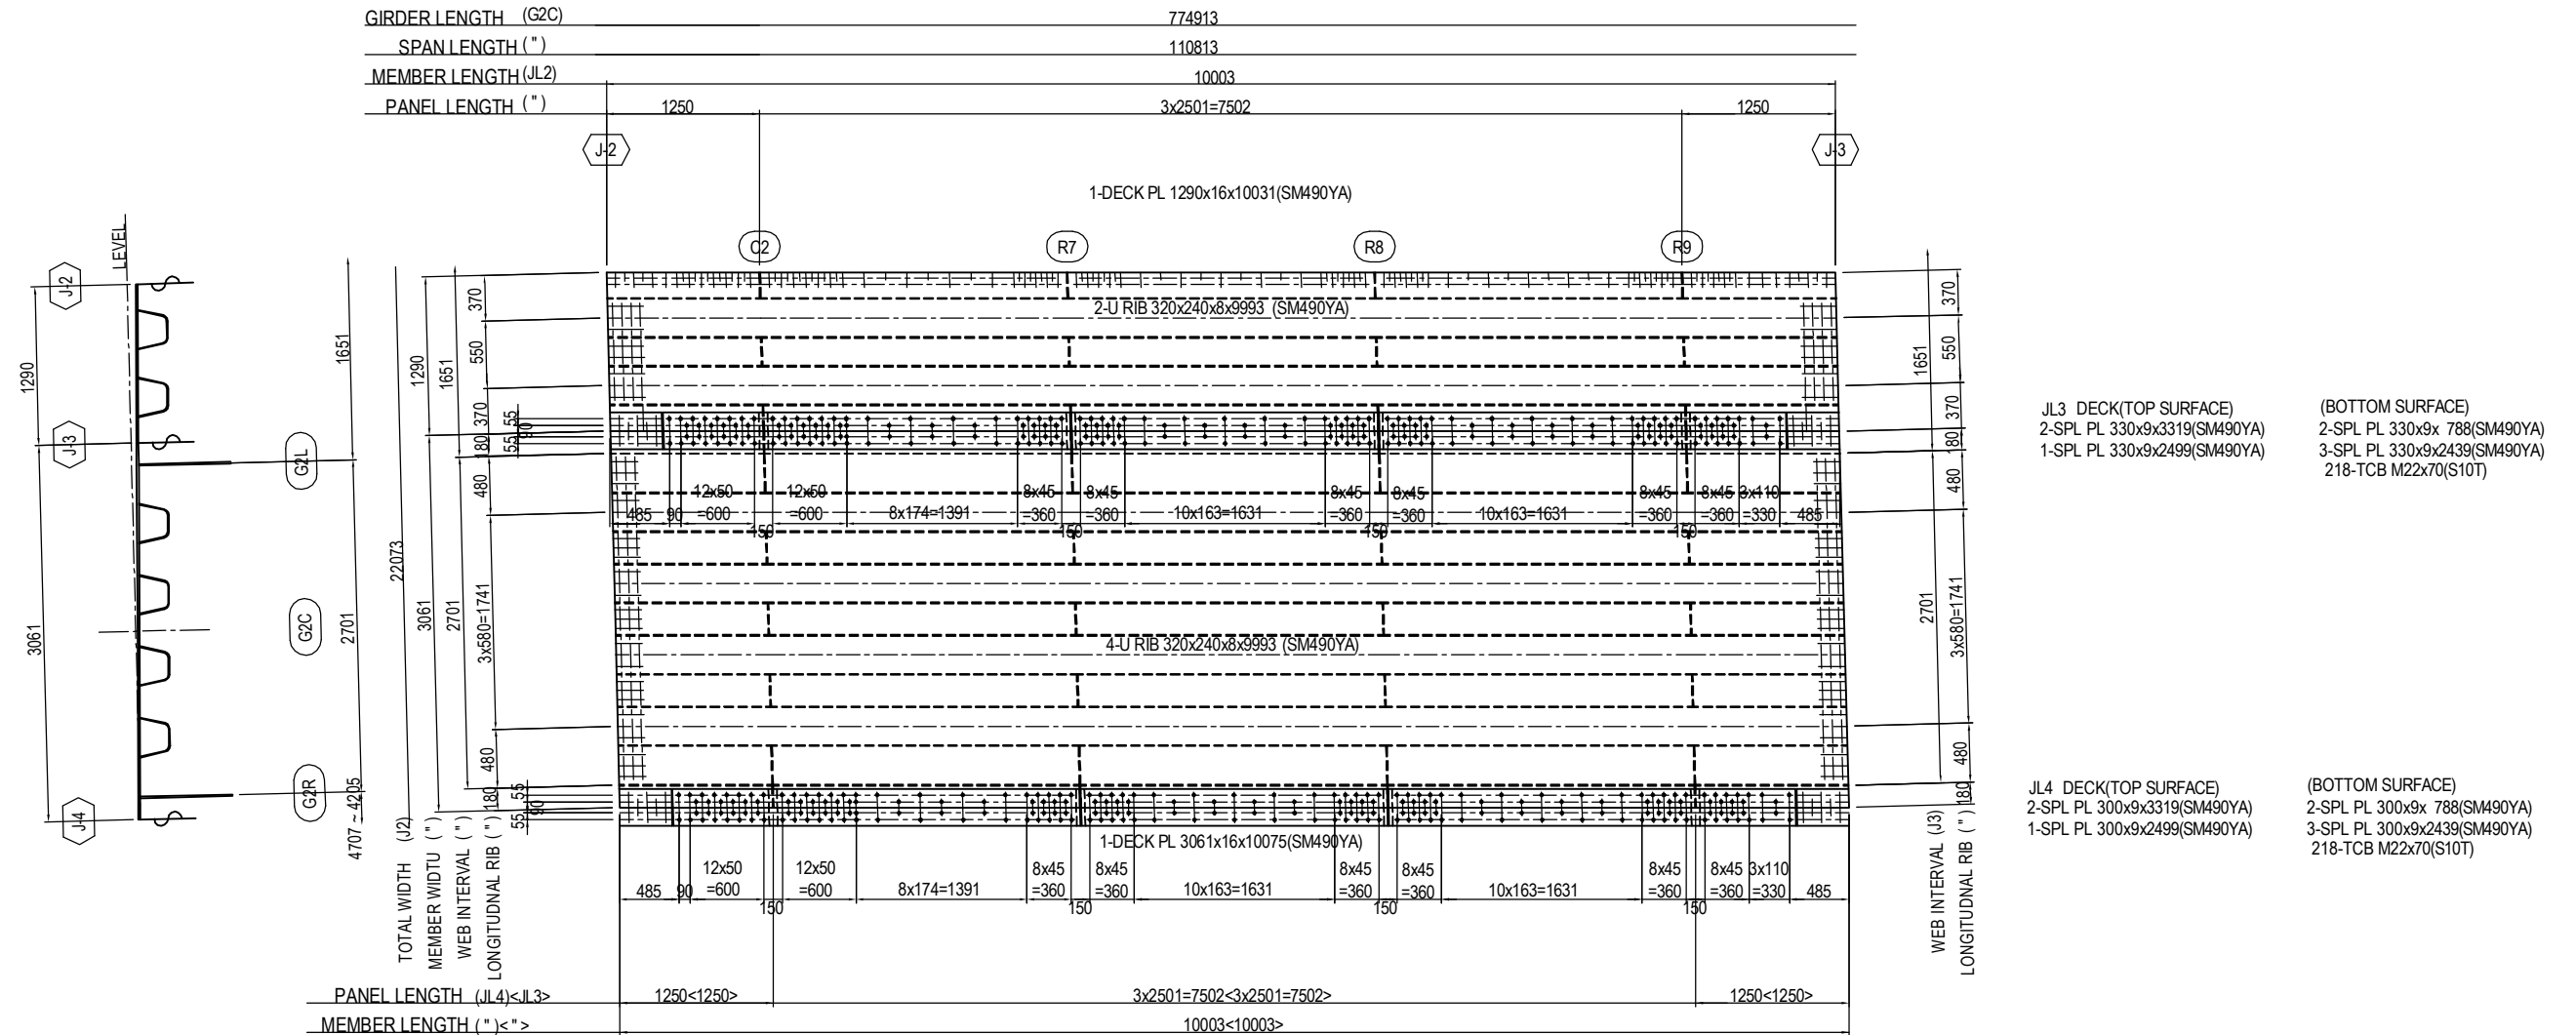 GIRDER LENGTH (G2C) 774913
SPAN LENGTH ( " ) 110813
MEMBER LENGTH (JL2) 10003
PANEL LENGTH ( " ) 1250 3x2501=7502 1250
J-2 J-3
1-DECK PL 1290x16x10031(SM490YA)
C2 R7 R8 R9
LEVEL
J-2
J-3
J-4
1290
3061
G2L
G2C
G2R
1651
2701
4707 ~ 4205
22073
1290
3061
1651
2701
370
550
370
180
480
3x580=1741
480
180
55
90
55
55
90
55
TOTAL WIDTH (J2)
MEMBER WIDTU ( " )
WEB INTERVAL ( " )
LONGITUDNAL RIB ( " )
2-U RIB 320x240x8x9993 (SM490YA)
12x50 12x50 8x45 8x45 8x45 8x45 8x45 8x45 3x110
485 90 =600 =600 8x174=1391 =360 =360 10x163=1631 =360 =360 10x163=1631 =360 =360 =330 485
150 150 150 150
4-U RIB 320x240x8x9993 (SM490YA)
1-DECK PL 3061x16x10075(SM490YA)
12x50 12x50 8x45 8x45 8x45 8x45 8x45 8x45 3x110
485 90 =600 =600 8x174=1391 =360 =360 10x163=1631 =360 =360 10x163=1631 =360 =360 =330 485
150 150 150 150
1651
2701
370
550
370
180
480
3x580=1741
480
180
WEB INTERVAL (J3)
LONGITUDNAL RIB ( " )
PANEL LENGTH (JL4)<JL3> 1250<1250> 3x2501=7502<3x2501=7502> 1250<1250>
MEMBER LENGTH ( " )< " > 10003<10003>
JL3 DECK(TOP SURFACE) (BOTTOM SURFACE)
2-SPL PL 330x9x3319(SM490YA) 2-SPL PL 330x9x 788(SM490YA)
1-SPL PL 330x9x2499(SM490YA) 3-SPL PL 330x9x2439(SM490YA)
218-TCB M22x70(S10T)
JL4 DECK(TOP SURFACE) (BOTTOM SURFACE)
2-SPL PL 300x9x3319(SM490YA) 2-SPL PL 300x9x 788(SM490YA)
1-SPL PL 300x9x2499(SM490YA) 3-SPL PL 300x9x2439(SM490YA)
218-TCB M22x70(S10T)